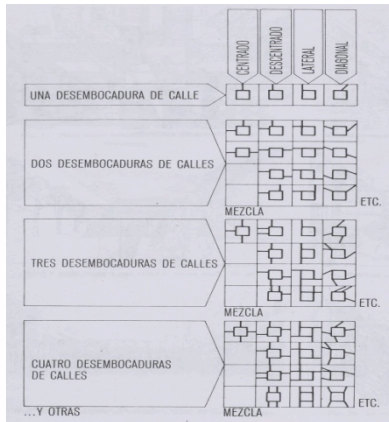 CENTRADO
DESCENTRADO
LATERAL
DIAGONAL
UNA DESEMBOCADURA DE CALLE
DOS DESEMBOCADURAS DE CALLES
ETC.
MEZCLA
TRES DESEMBOCADURAS DE CALLES
ETC.
MEZCLA
CUATRO DESEMBOCADURAS
DE CALLES
ETC.
...Y OTRAS
MEZCLA